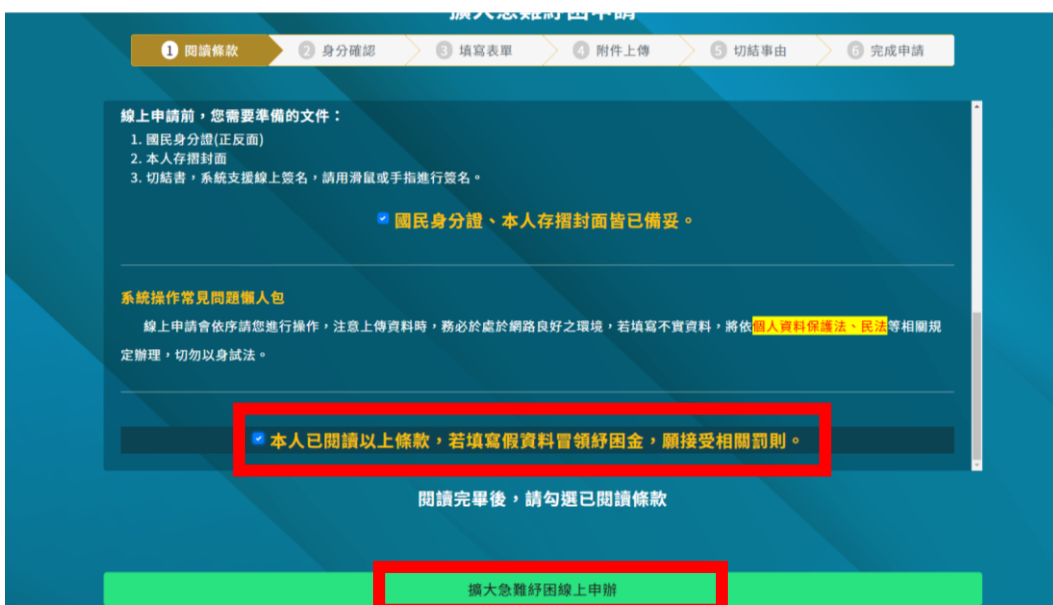 擴大急難紓困申請
1 閱讀條款
2 身分確認
3 填寫表單
4 附件上傳
5 切結事由
6 完成申請
線上申請前，您需要準備的文件：
1. 國民身分證(正反面)
2. 本人存摺封面
3. 切結書，系統支援線上簽名，請用滑鼠或手指進行簽名。
國民身分證、本人存摺封面皆已備妥。
系統操作常見問題懶人包
線上申請會依序請您進行操作，注意上傳資料時，務必於處於網路良好之環境，若填寫不實資料，將依個人資料保護法、民法等相關規
定辦理，切勿以身試法。
本人已閱讀以上條款，若填寫假資料冒領紓困金，願接受相關罰則。
閱讀完畢後，請勾選已閱讀條款
擴大急難紓困線上申辦